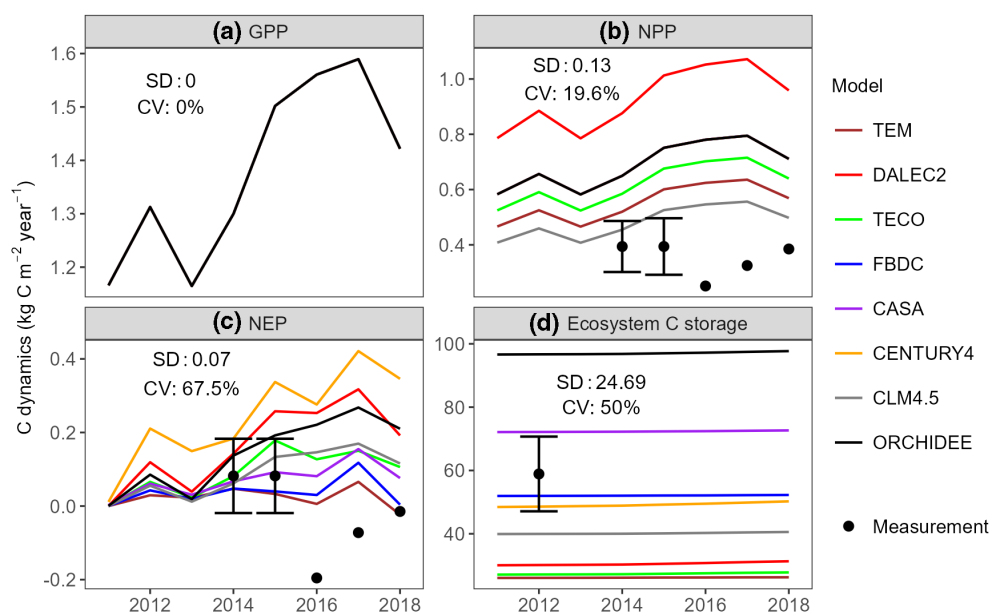 (a) GPP
SD : 0
CV: 0%
1.6
1.5
1.4
1.3
1.2
(b) NPP
SD : 0.13
CV: 19.6%
1.0
0.8
0.6
0.4
C dynamics (kg C m⁻² year⁻¹)
(c) NEP
SD : 0.07
CV: 67.5%
0.4
0.2
0.0
-0.2
2012 2014 2016 2018
(d) Ecosystem C storage
SD : 24.69
CV: 50%
100
80
60
40
2012 2014 2016 2018
Model
TEM
DALEC2
TECO
FBDC
CASA
CENTURY4
CLM4.5
ORCHIDEE
Measurement